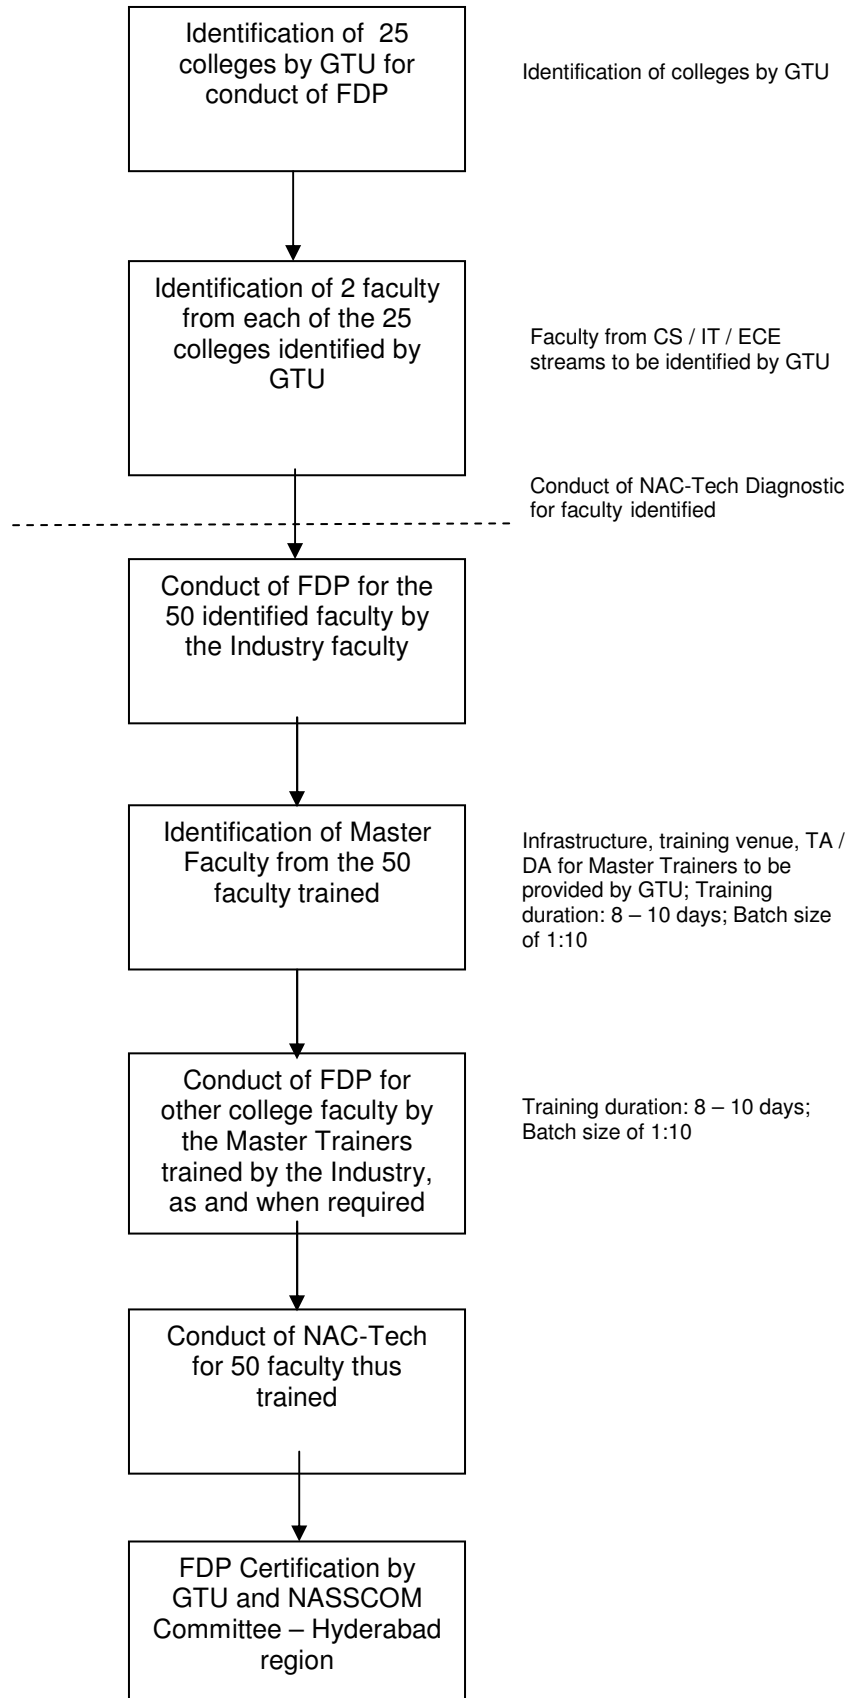 Identification of  25
colleges by GTU for
conduct of FDP
Identification of colleges by GTU
Identification of 2 faculty
from each of the 25
colleges identified by
GTU
Faculty from CS / IT / ECE
streams to be identified by GTU
Conduct of NAC-Tech Diagnostic
for faculty identified
Conduct of FDP for the
50 identified faculty by
the Industry faculty
Identification of Master
Faculty from the 50
faculty trained
Infrastructure, training venue, TA /
DA for Master Trainers to be
provided by GTU; Training
duration: 8 – 10 days; Batch size
of 1:10
Conduct of FDP for
other college faculty by
the Master Trainers
trained by the Industry,
as and when required
Training duration: 8 – 10 days;
Batch size of 1:10
Conduct of NAC-Tech
for 50 faculty thus
trained
FDP Certification by
GTU and NASSCOM
Committee – Hyderabad
region